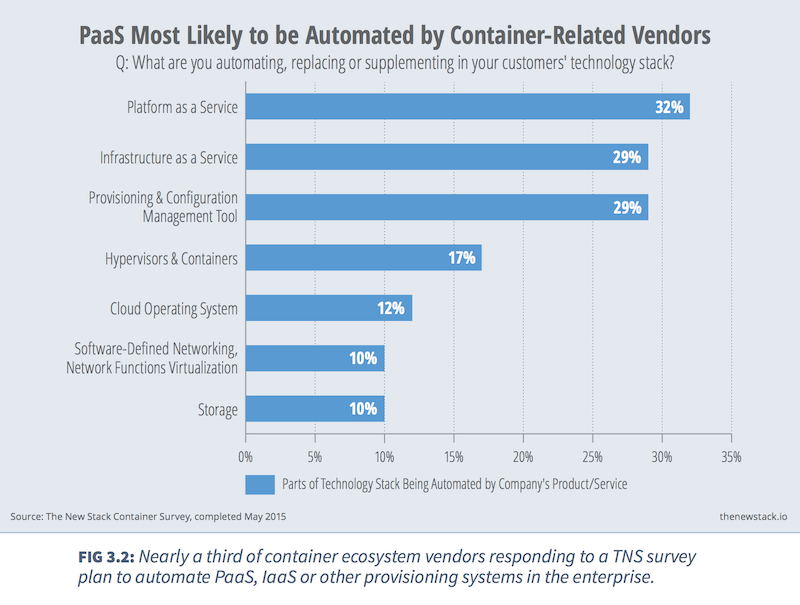 PaaS Most Likely to be Automated by Container-Related Vendors
Q: What are you automating, replacing or supplementing in your customers' technology stack?
Platform as a Service
32%
Infrastructure as a Service
29%
Provisioning & Configuration
Management Tool
29%
Hypervisors & Containers
17%
Cloud Operating System
12%
Software-Defined Networking,
Network Functions Virtualization
10%
Storage
10%
0% 5% 10% 15% 20% 25% 30% 35%
Parts of Technology Stack Being Automated by Company's Product/Service
Source: The New Stack Container Survey, completed May 2015
thenewstack.io
FIG 3.2: Nearly a third of container ecosystem vendors responding to a TNS survey
plan to automate PaaS, IaaS or other provisioning systems in the enterprise.